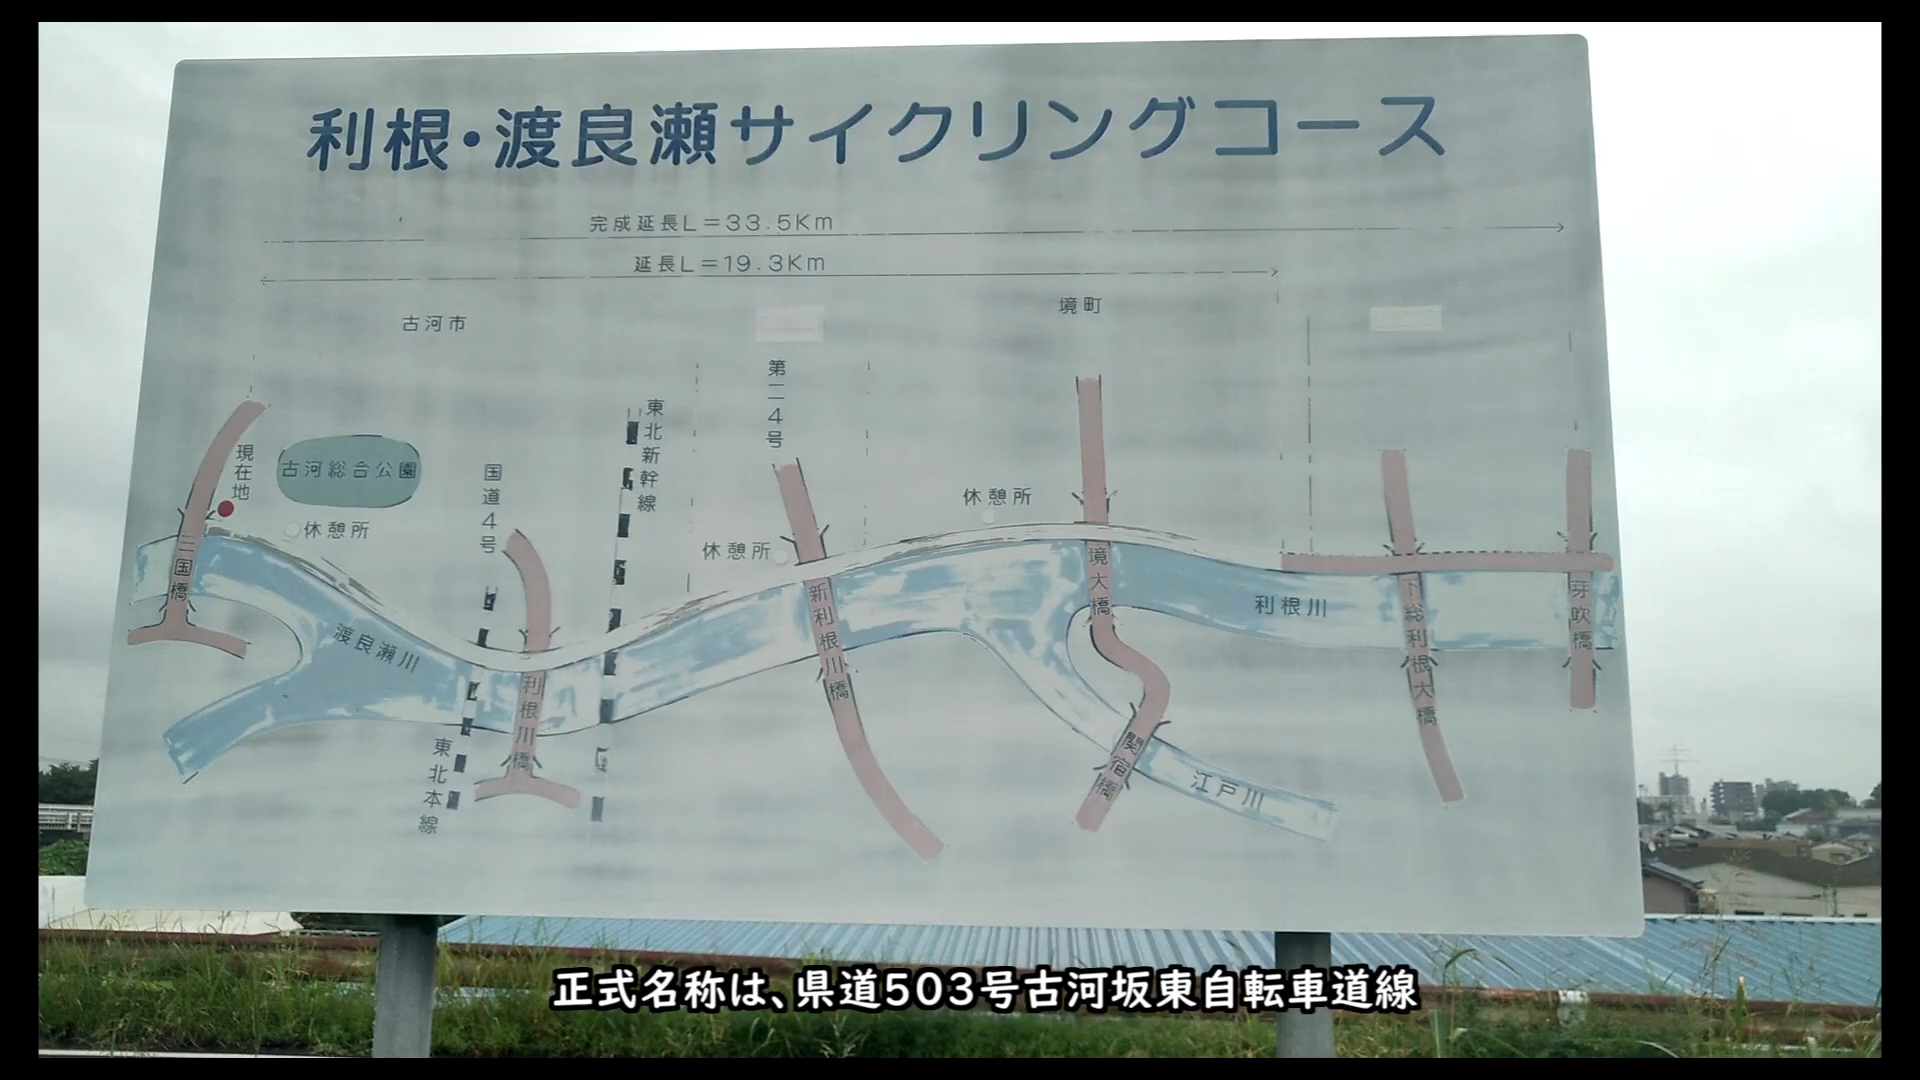 利根・渡良瀬サイクリングコース
完成延長L=33.5Km
延長L=19.3Km
古河市
境町
第二4号
東北新幹線
現在地
古河総合公園
国道4号
休憩所
休憩所
休憩所
三国橋
境大橋
新利根川橋
利根川
下総利根大橋
芽吹橋
渡良瀬川
利根川橋
関宿橋
江戸川
東北本線
正式名称は、県道503号古河坂東自転車道線